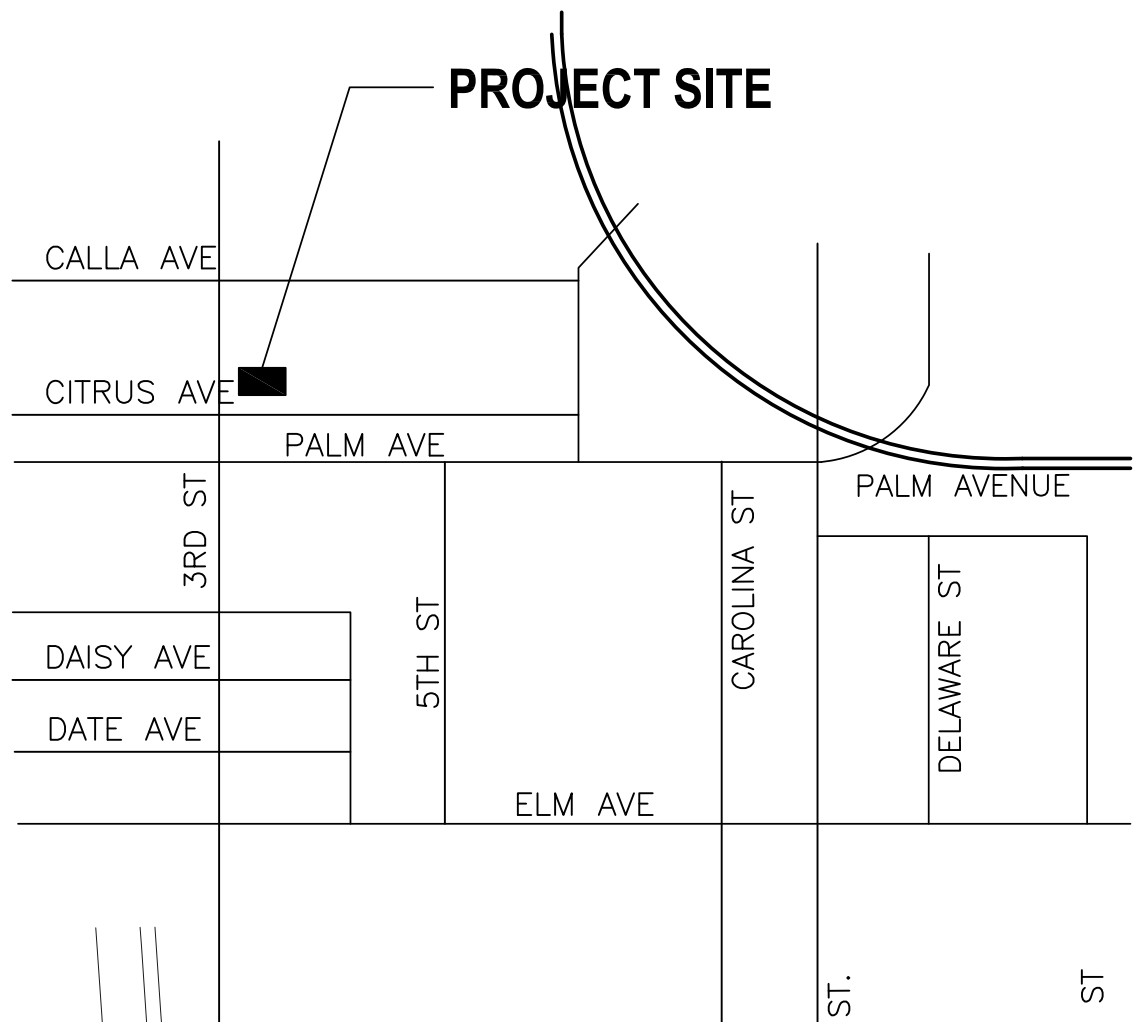 PROJECT SITE
CALLA AVE
CITRUS AVE
PALM AVE
PALM AVENUE
3RD ST
5TH ST
CAROLINA ST
DELAWARE ST
DAISY AVE
DATE AVE
ELM AVE
ST.
ST